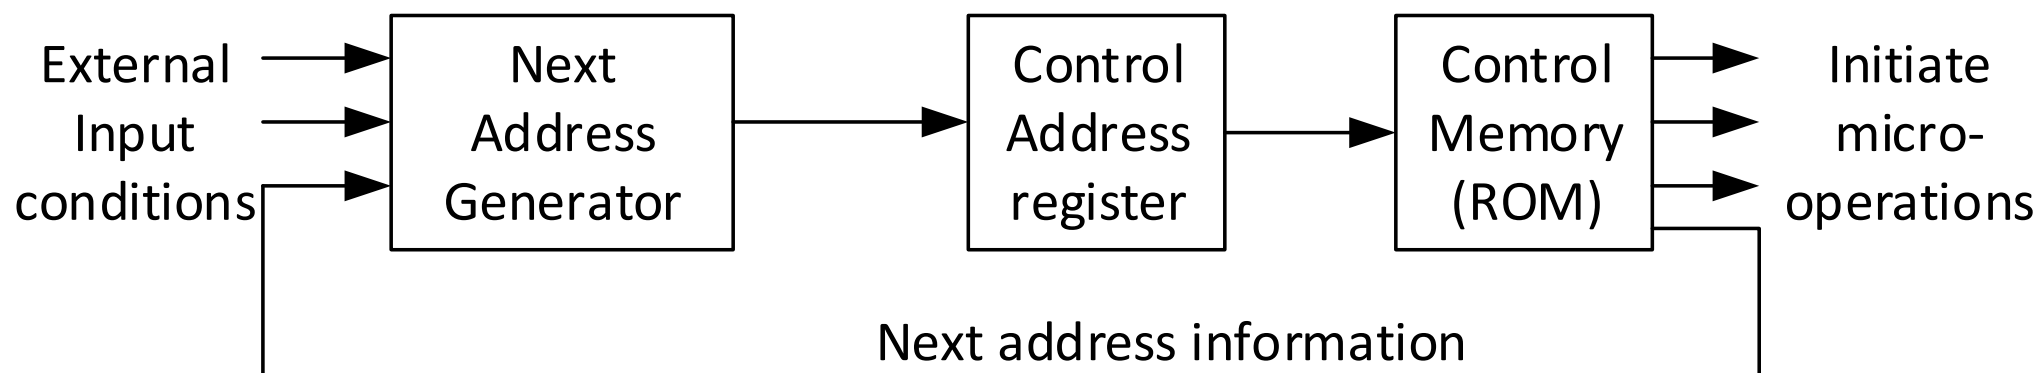 External
Input
conditions
Next
Address
Generator
Control
Address
register
Control
Memory
(ROM)
Initiate
micro-
operations
Next address information